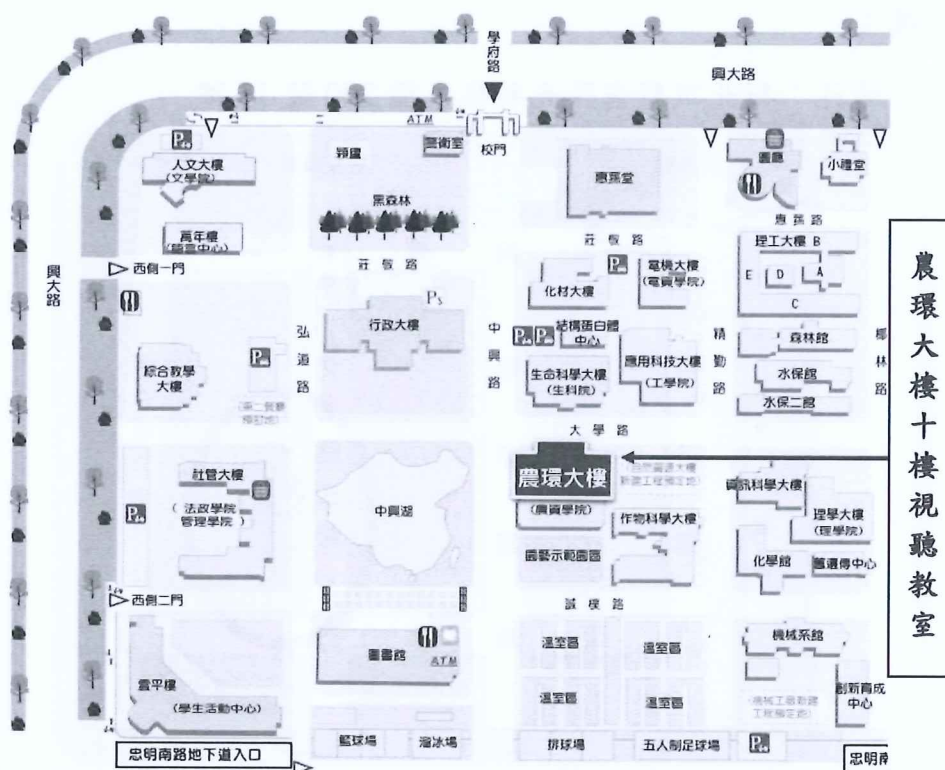 學府路
興大路
ATM
校門
警衛室
穎廬
P
人文大樓
(文學院)
黑森林
惠蓀堂
圓廳
小禮堂
惠蓀路
萬年樓
莊敬路
莊敬路
理工大樓 B
E
D
A
C
西側一門
興大路
弘道路
行政大樓
P
中興路
化材大樓
P
電機大樓
(電資學院)
精勤路
椰林路
P
P P
結構蛋白體
中心
應用科技大樓
(工學院)
生命科學大樓
(生科院)
森林館
水保館
水保二館
綜合教學
大樓
大學路
農環大樓十樓視聽教室
社管大樓
(法政學院
管理學院)
P
中興湖
農環大樓
(農資學院)
作物科學大樓
園藝示範園區
資訊科學大樓
理學大樓
(理學院)
化學館
西側二門
誠樸路
雲平樓
(學生活動中心)
圖書館
ATM
溫室區
溫室區
溫室區
溫室區
機械系館
創新育成
中心
籃球場
溜冰場
排球場
五人制足球場
P
忠明南路地下道入口
忠明南